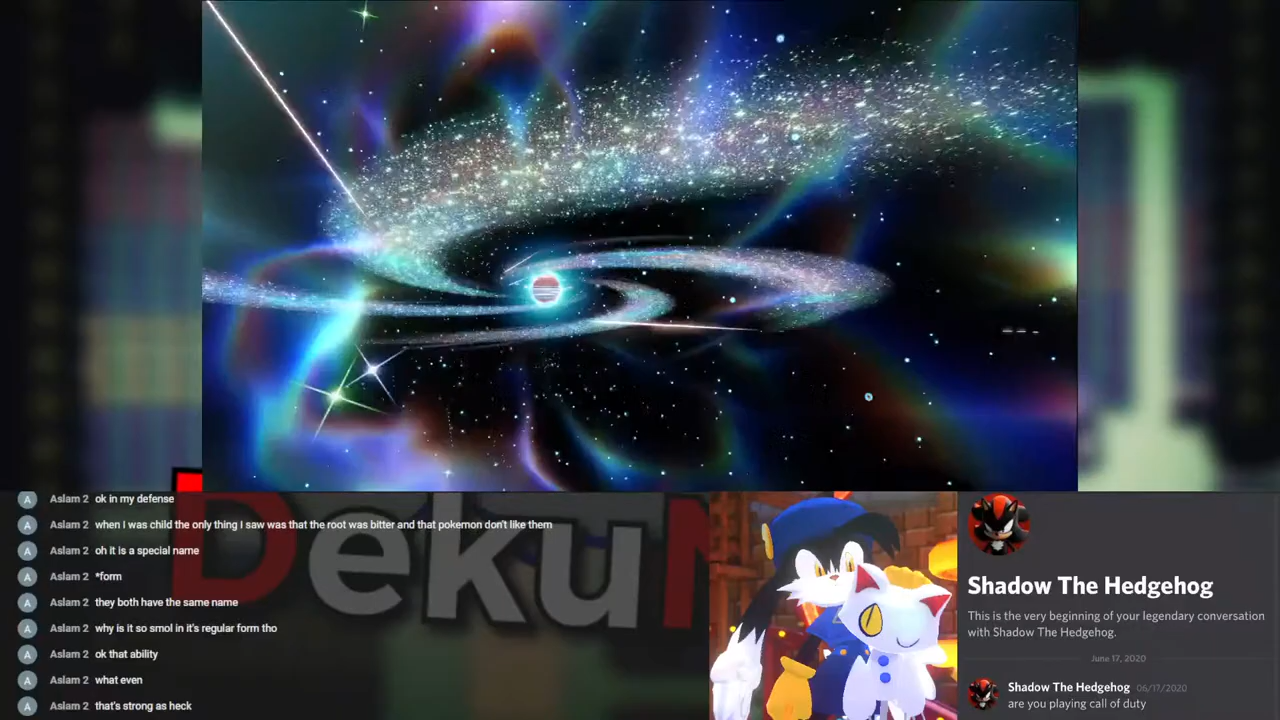 A Aslam 2 ok in my defense
A Aslam 2 when I was child the only thing I saw was that the root was bitter and that pokemon don't like them
A Aslam 2 oh it is a special name
A Aslam 2 *form
A Aslam 2 they both have the same name
A Aslam 2 why is it so smol in it's regular form tho
A Aslam 2 ok that ability
A Aslam 2 what even
A Aslam 2 that's strong as heck
Deku
Shadow The Hedgehog
This is the very beginning of your legendary conversation
with Shadow The Hedgehog.
June 17, 2020
Shadow The Hedgehog 06/17/2020
are you playing call of duty